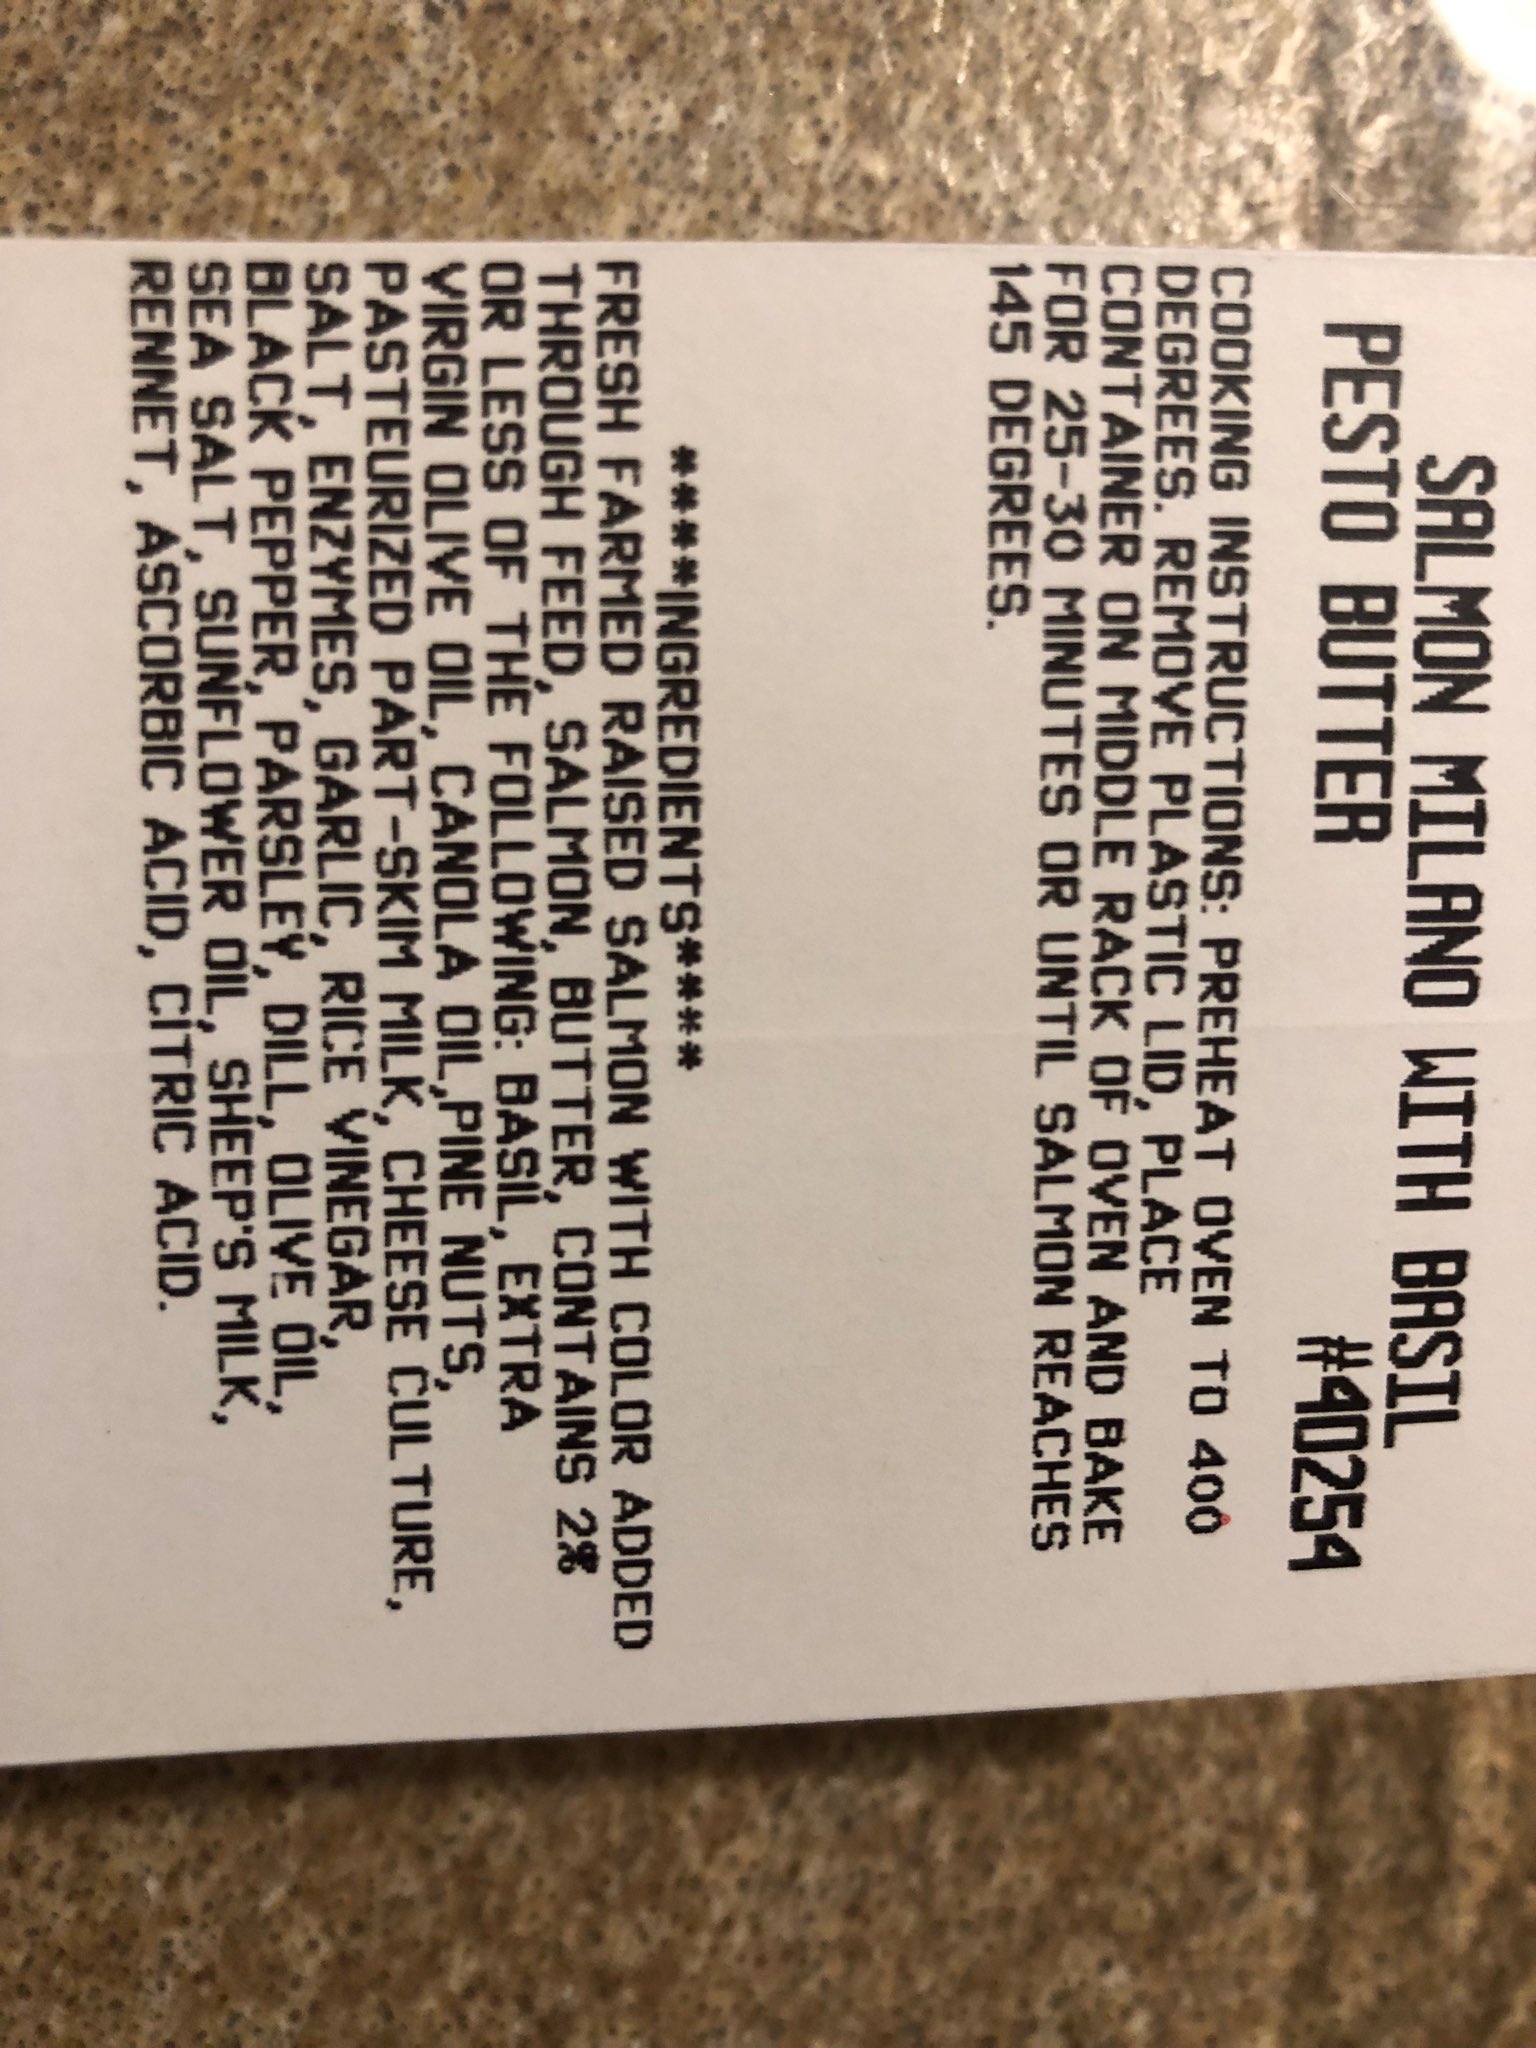 SALMON MILANO WITH BASIL
PESTO BUTTER #40254
COOKING INSTRUCTIONS: PREHEAT OVEN TO 400
DEGREES. REMOVE PLASTIC LID, PLACE
CONTAINER ON MIDDLE RACK OF OVEN AND BAKE
FOR 25-30 MINUTES OR UNTIL SALMON REACHES
145 DEGREES.
****INGREDIENTS****
FRESH FARMED RAISED SALMON WITH COLOR ADDED
THROUGH FEED, SALMON, BUTTER, CONTAINS 2%
OR LESS OF THE FOLLOWING: BASIL, EXTRA
VIRGIN OLIVE OIL, CANOLA OIL,PINE NUTS,
PASTEURIZED PART-SKIM MILK, CHEESE CULTURE,
SALT, ENZYMES, GARLIC, RICE VINEGAR,
BLACK PEPPER, PARSLEY, DILL, OLIVE OIL,
SEA SALT, SUNFLOWER OIL, SHEEP'S MILK,
RENNET, ASCORBIC ACID, CITRIC ACID.